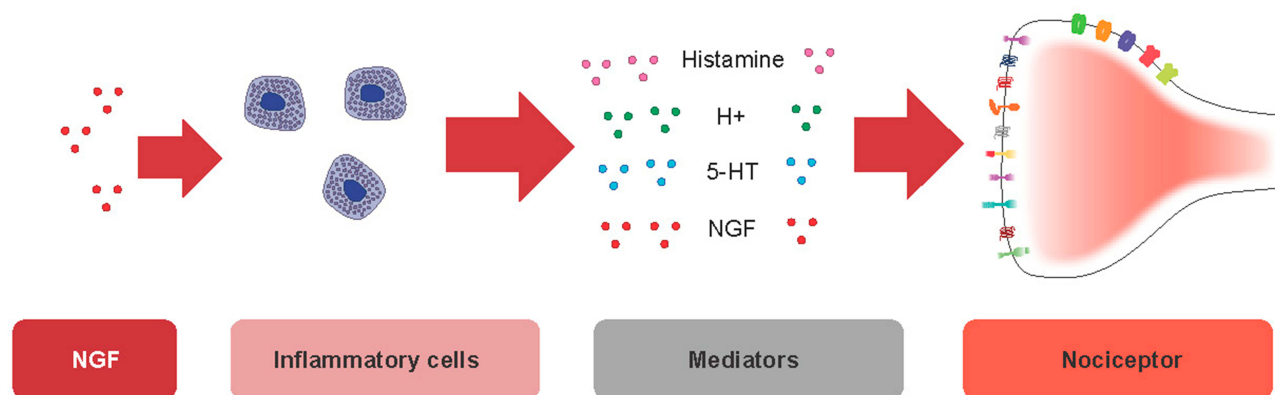 Histamine
H+
5-HT
NGF
NGF
Inflammatory cells
Mediators
Nociceptor